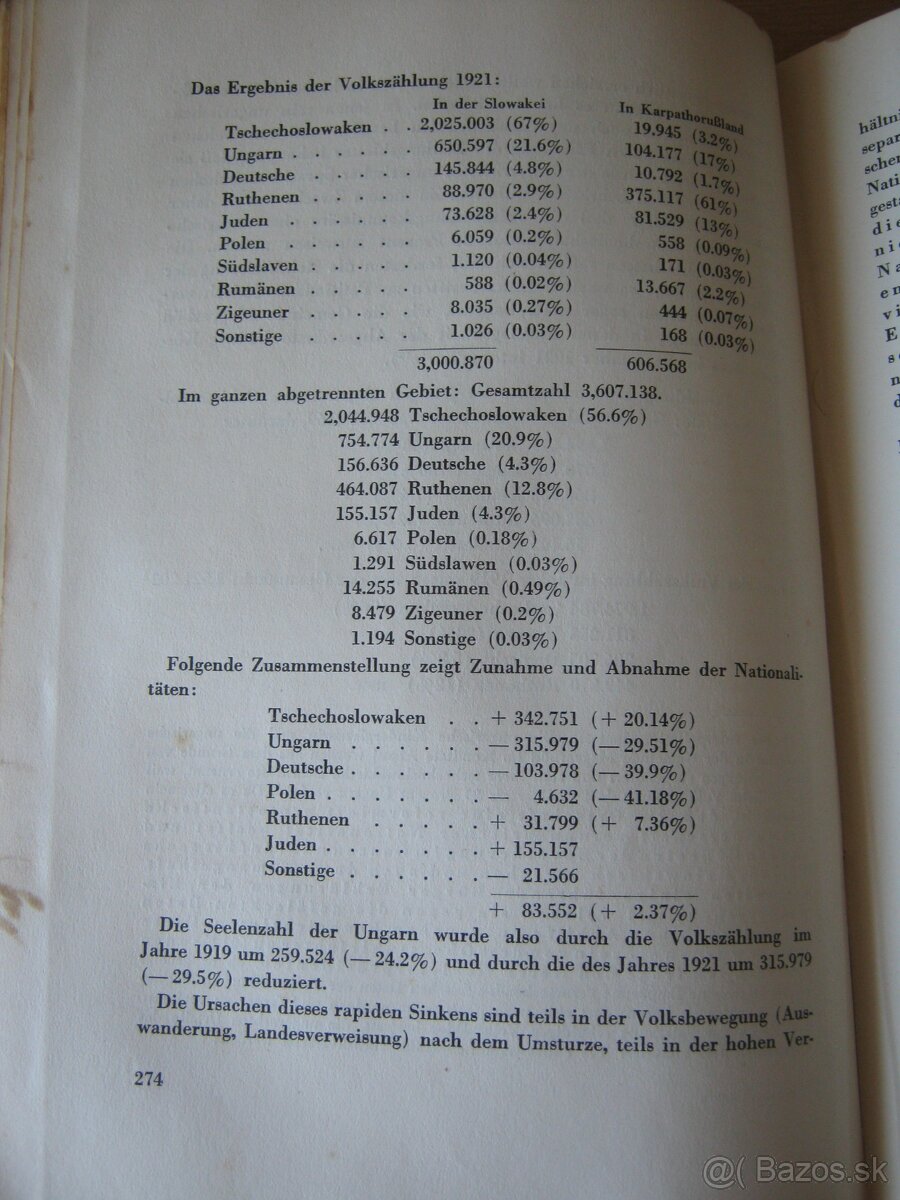 Das Ergebnis der Volkszählung 1921:
In der Slowakei In Karpathorußland
Tschechoslowaken . . 2,025.003 (67%) 19.945 (3.2%)
Ungarn . . . . . . 650.597 (21.6%) 104.177 (17%)
Deutsche . . . . . 145.844 (4.8%) 10.792 (1.7%)
Ruthenen . . . . . 88.970 (2.9%) 375.117 (61%)
Juden . . . . . . 73.628 (2.4%) 81.529 (13%)
Polen . . . . . . 6.059 (0.2%) 558 (0.09%)
Südslaven . . . . . 1.120 (0.04%) 171 (0.03%)
Rumänen . . . . . 588 (0.02%) 13.667 (2.2%)
Zigeuner . . . . . 8.035 (0.27%) 444 (0.07%)
Sonstige . . . . . 1.026 (0.03%) 168 (0.03%)
3,000.870 606.568
Im ganzen abgetrennten Gebiet: Gesamtzahl 3,607.138.
2,044.948 Tschechoslowaken (56.6%)
754.774 Ungarn (20.9%)
156.636 Deutsche (4.3%)
464.087 Ruthenen (12.8%)
155.157 Juden (4.3%)
6.617 Polen (0.18%)
1.291 Südslawen (0.03%)
14.255 Rumänen (0.49%)
8.479 Zigeuner (0.2%)
1.194 Sonstige (0.03%)
Folgende Zusammenstellung zeigt Zunahme und Abnahme der Nationali-
täten:
Tschechoslowaken . . + 342.751 (+ 20.14%)
Ungarn . . . . . . — 315.979 (— 29.51%)
Deutsche . . . . . . — 103.978 (— 39.9%)
Polen . . . . . . . — 4.632 (— 41.18%)
Ruthenen . . . . . + 31.799 (+ 7.36%)
Juden . . . . . . . + 155.157
Sonstige . . . . . . — 21.566
+ 83.552 (+ 2.37%)
Die Seelenzahl der Ungarn wurde also durch die Volkszählung im
Jahre 1919 um 259.524 (— 24.2%) und durch die des Jahres 1921 um 315.979
(— 29.5%) reduziert.
Die Ursachen dieses rapiden Sinkens sind teils in der Volksbewegung (Aus-
wanderung, Landesverweisung) nach dem Umsturze, teils in der hohen Ver-
274
hältni
separ
scher
Nati
gest
die
ni
Na
en
vi
E
@( Bazos.sk